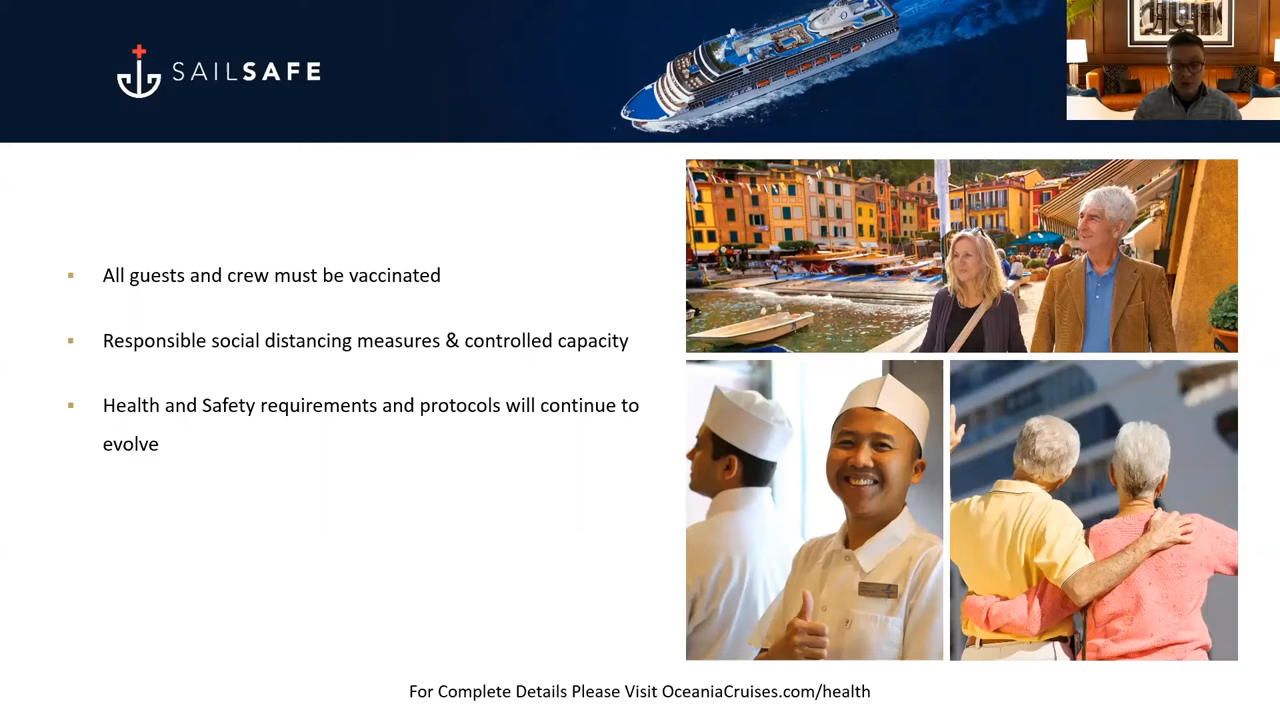 SAILSAFE
All guests and crew must be vaccinated
Responsible social distancing measures & controlled capacity
Health and Safety requirements and protocols will continue to
evolve
For Complete Details Please Visit OceaniaCruises.com/health